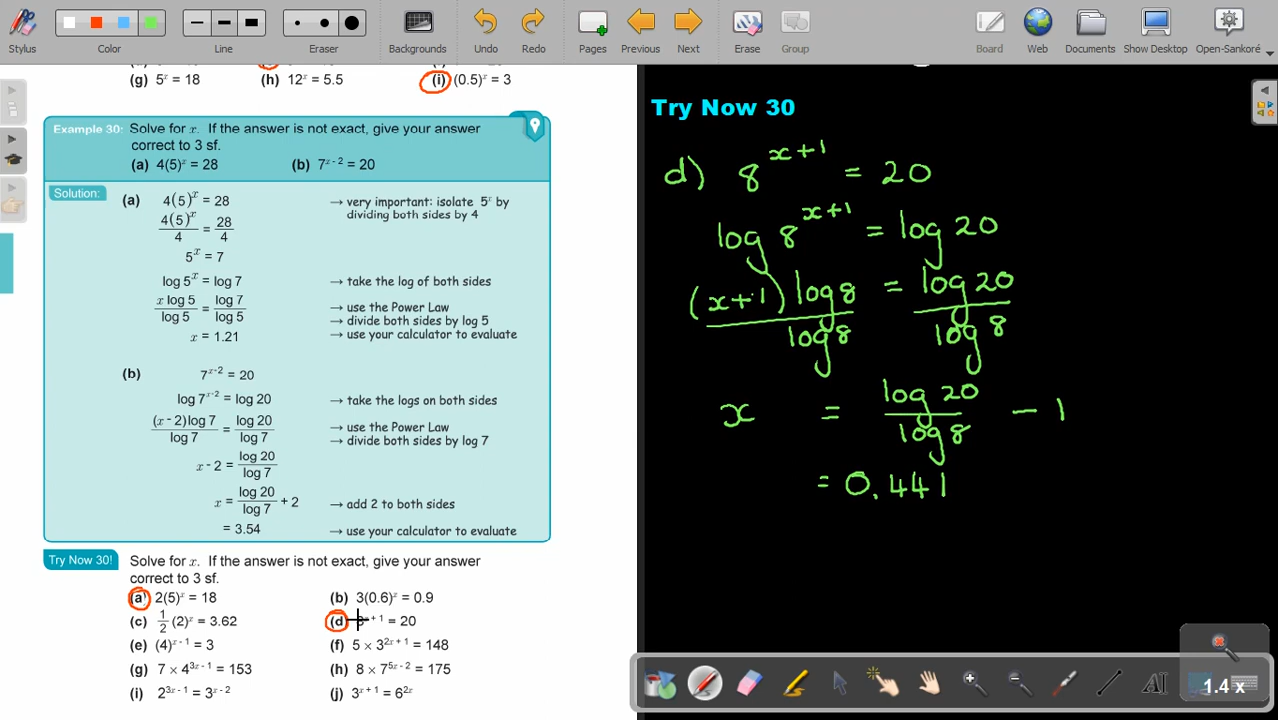 Stylus Color Line Eraser Backgrounds Undo Redo Pages Previous Next Erase Group Board Web Documents Show Desktop Open-Sankoré
(g) 5ˣ = 18 (h) 12ˣ = 5.5 (i) (0.5)ˣ = 3
Example 30: Solve for x. If the answer is not exact, give your answer
correct to 3 sf.
(a) 4(5)ˣ = 28 (b) 7ˣ⁻² = 20
Solution:
(a) 4(5)ˣ = 28 → very important: isolate 5ˣ by
dividing both sides by 4
4(5)ˣ/4 = 28/4
5ˣ = 7
log 5ˣ = log 7 → take the log of both sides
x log 5/log 5 = log 7/log 5 → use the Power Law
→ divide both sides by log 5
x = 1.21 → use your calculator to evaluate
(b) 7ˣ⁻² = 20
log 7ˣ⁻² = log 20 → take the logs on both sides
(x − 2) log 7/log 7 = log 20/log 7 → use the Power Law
→ divide both sides by log 7
x - 2 = log 20/log 7
x = log 20/log 7 + 2 → add 2 to both sides
= 3.54 → use your calculator to evaluate
Try Now 30! Solve for x. If the answer is not exact, give your answer
correct to 3 sf.
(a) 2(5)ˣ = 18 (b) 3(0.6)ˣ = 0.9
(c) 1/2 (2)ˣ = 3.62 (d) ˣ⁺¹ = 20
(e) (4)ˣ⁻¹ = 3 (f) 5 × 3²ˣ⁺¹ = 148
(g) 7 × 4³ˣ⁻¹ = 153 (h) 8 × 7⁵ˣ⁻² = 175
(i) 2³ˣ⁻¹ = 3ˣ⁻² (j) 3ˣ⁺¹ = 6²ˣ
Try Now 30
d) 8ˣ⁺¹ = 20
log 8ˣ⁺¹ = log 20
(x+1) log 8/log 8 = log 20/log 8
x = log 20/log 8 − 1
= 0.441
1.4 x